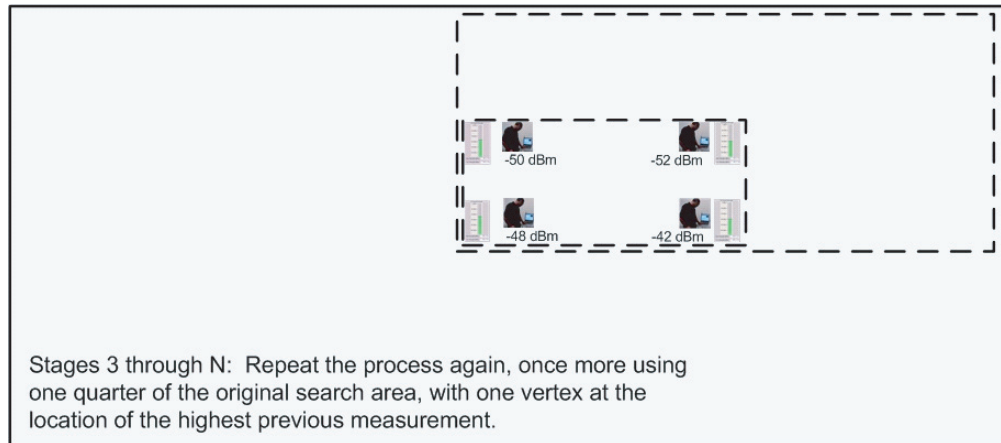 -50 dBm
-52 dBm
-48 dBm
-42 dBm
Stages 3 through N: Repeat the process again, once more using
one quarter of the original search area, with one vertex at the
location of the highest previous measurement.